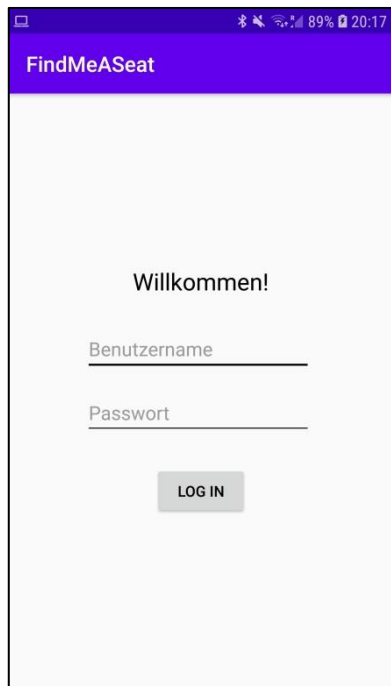 89% 20:17
FindMeASeat
Willkommen!
Benutzername
Passwort
LOG IN